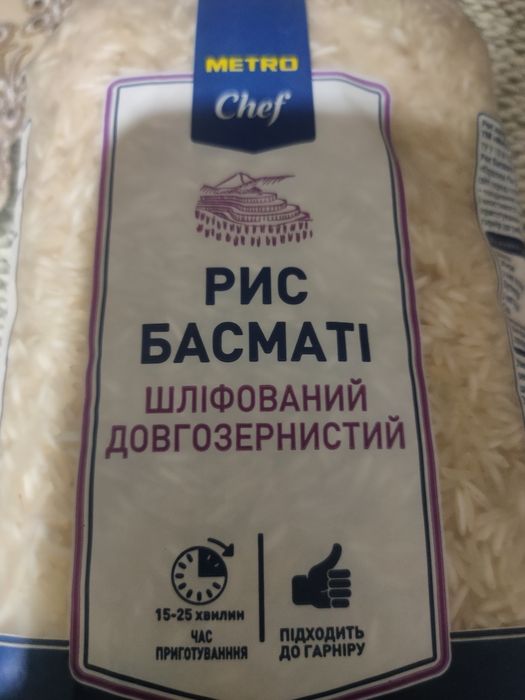 METRO
Chef
РИС
БАСМАТІ
ШЛІФОВАНИЙ
ДОВГОЗЕРНИСТИЙ
15-25 хвилин
ЧАС
ПРИГОТУВАННЯ
ПІДХОДИТЬ
ДО ГАРНІРУ